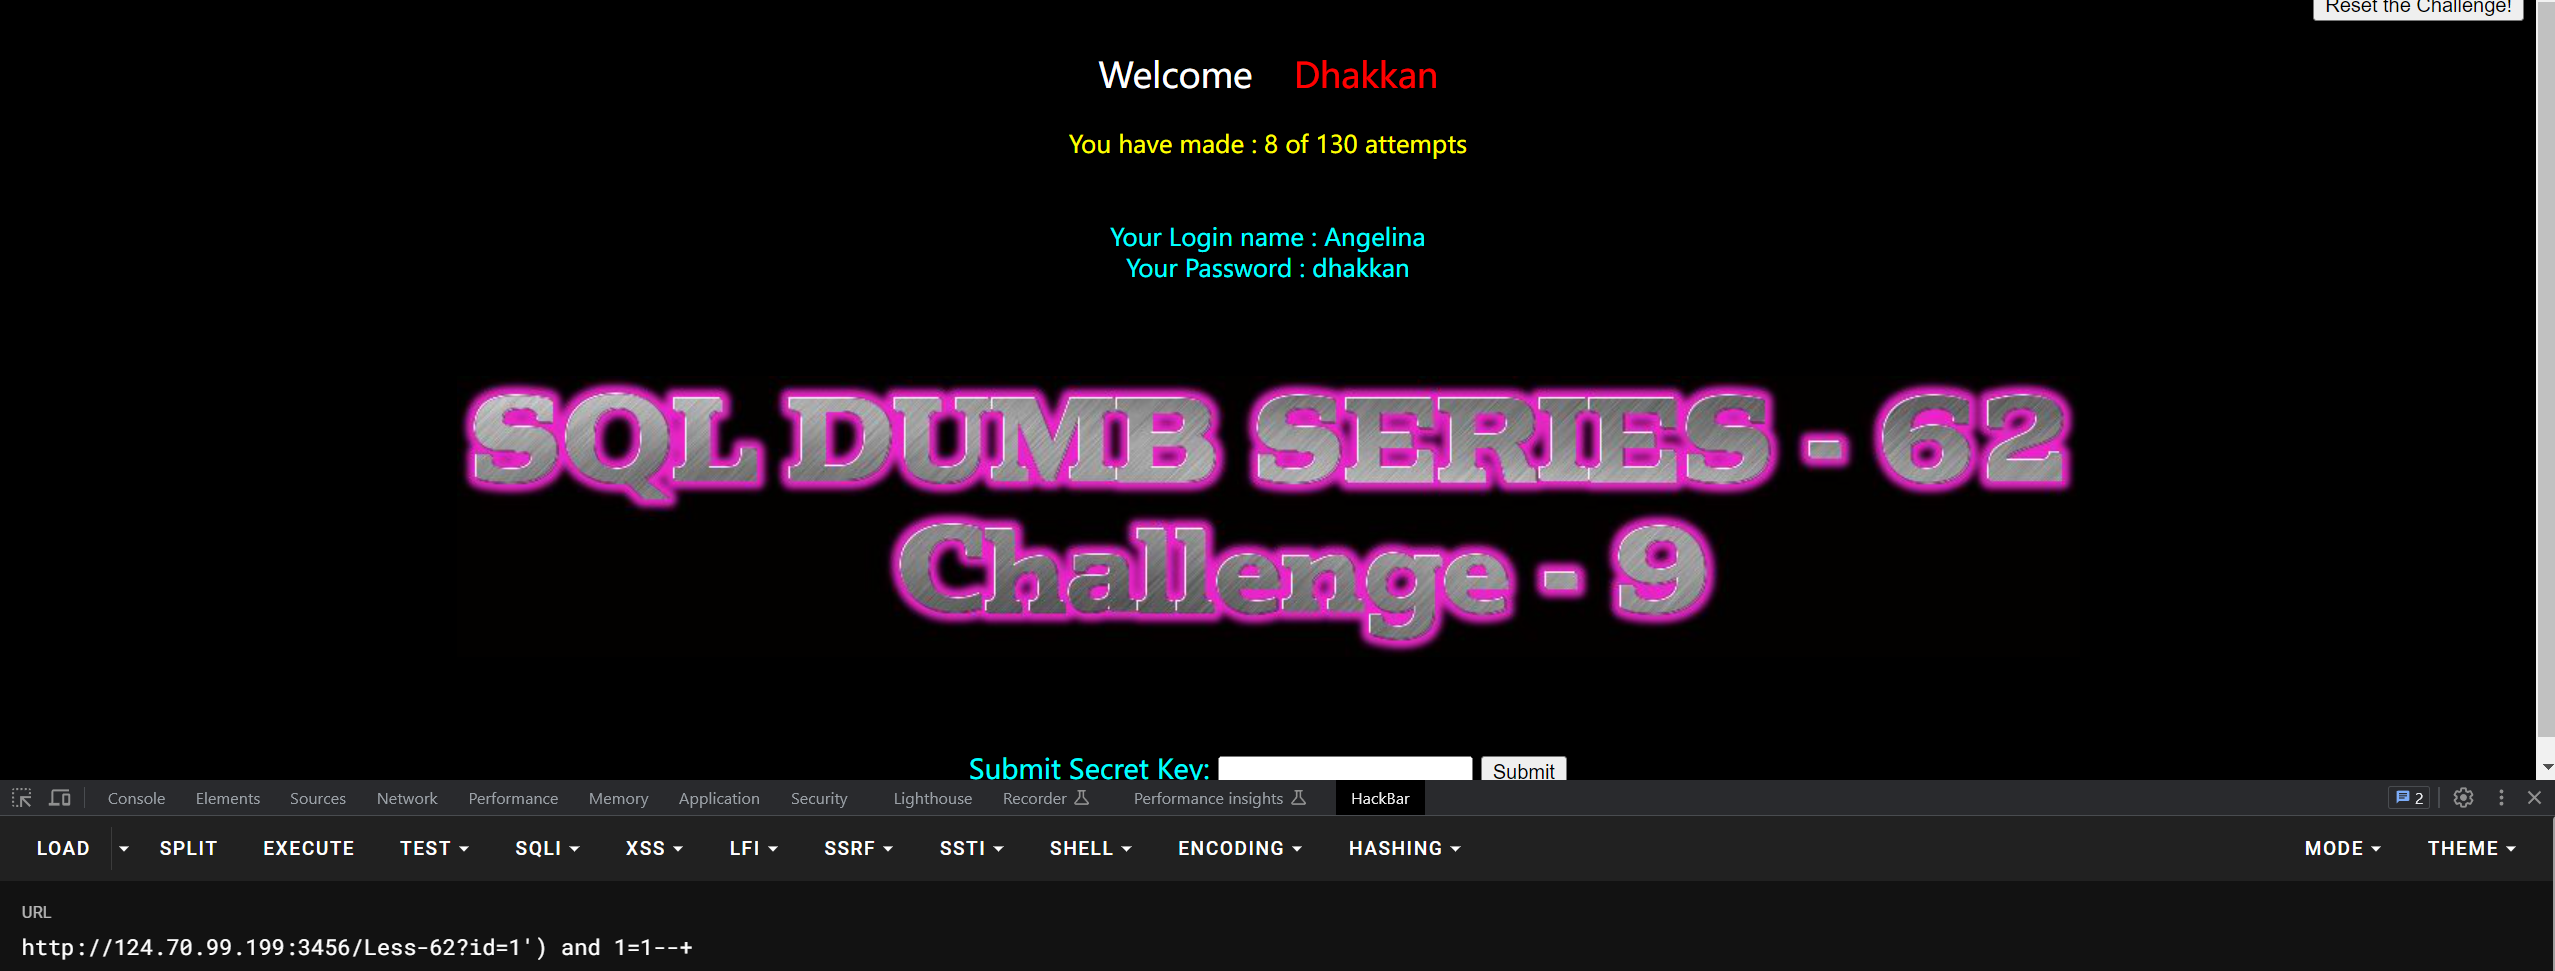 Reset the Challenge!
Welcome Dhakkan
You have made : 8 of 130 attempts
Your Login name : Angelina
Your Password : dhakkan
SQL DUMB SERIES - 62
Challenge - 9
Submit Secret Key: Submit
Console Elements Sources Network Performance Memory Application Security Lighthouse Recorder Performance insights HackBar 2
LOAD SPLIT EXECUTE TEST SQLI XSS LFI SSRF SSTI SHELL ENCODING HASHING MODE THEME
URL
http://124.70.99.199:3456/Less-62?id=1') and 1=1--+